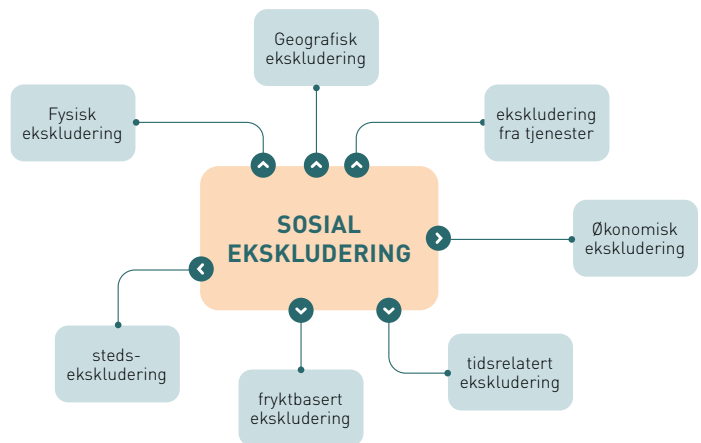 Geografisk
ekskludering
Fysisk
ekskludering
ekskludering
fra tjenester
SOSIAL
EKSKLUDERING
Økonomisk
ekskludering
steds-
ekskludering
fryktbasert
ekskludering
tidsrelatert
ekskludering